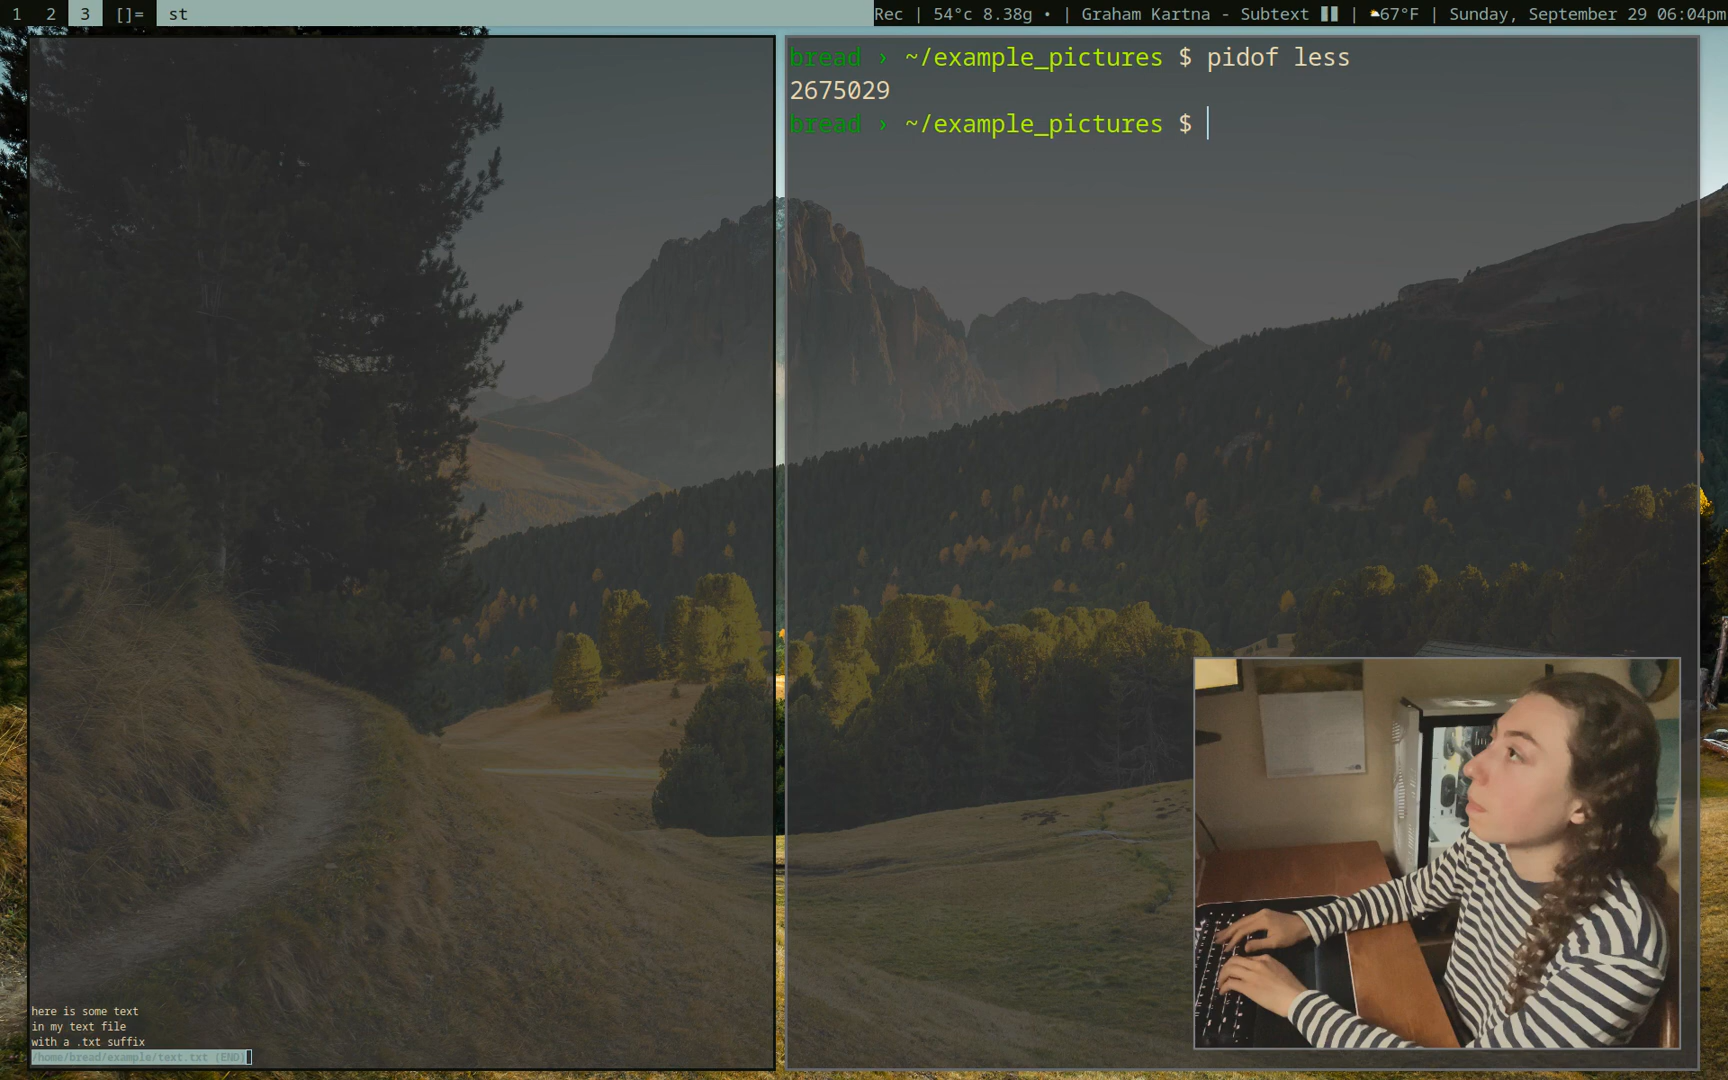 1 2 3 []= st Rec | 54°c 8.38g • | Graham Kartna - Subtext ▮▮ | ⛅67°F | Sunday, September 29 06:04pm
bread › ~/example_pictures $ pidof less
2675029
bread › ~/example_pictures $
here is some text
in my text file
with a .txt suffix
/home/bread/example/text.txt (END)